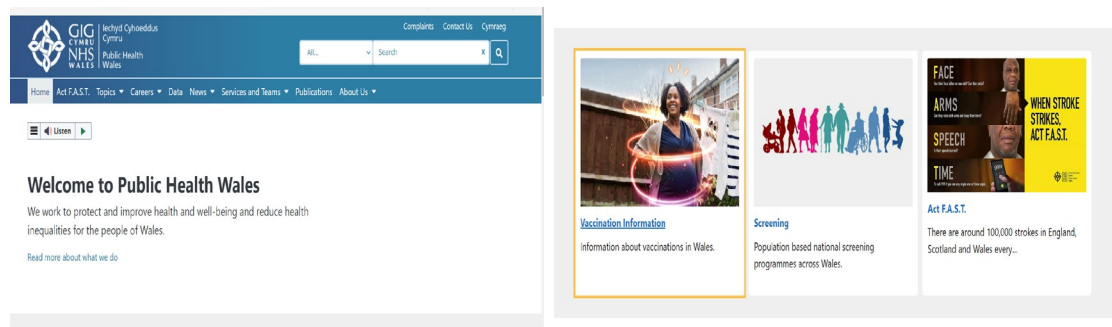 GIG
CYMRU
NHS
WALES
Iechyd Cyhoeddus
Cymru
Public Health
Wales
Complaints Contact Us Cymraeg
All... Search x
Home Act F.A.S.T. Topics Careers Data News Services and Teams Publications About Us
Listen
Welcome to Public Health Wales
We work to protect and improve health and well-being and reduce health
inequalities for the people of Wales.
Read more about what we do
Vaccination Information
Information about vaccinations in Wales.
Screening
Population based national screening
programmes across Wales.
FACE
ARMS
SPEECH
TIME
WHEN STROKE
STRIKES,
ACT F.A.S.T.
Act F.A.S.T.
There are around 100,000 strokes in England,
Scotland and Wales every...